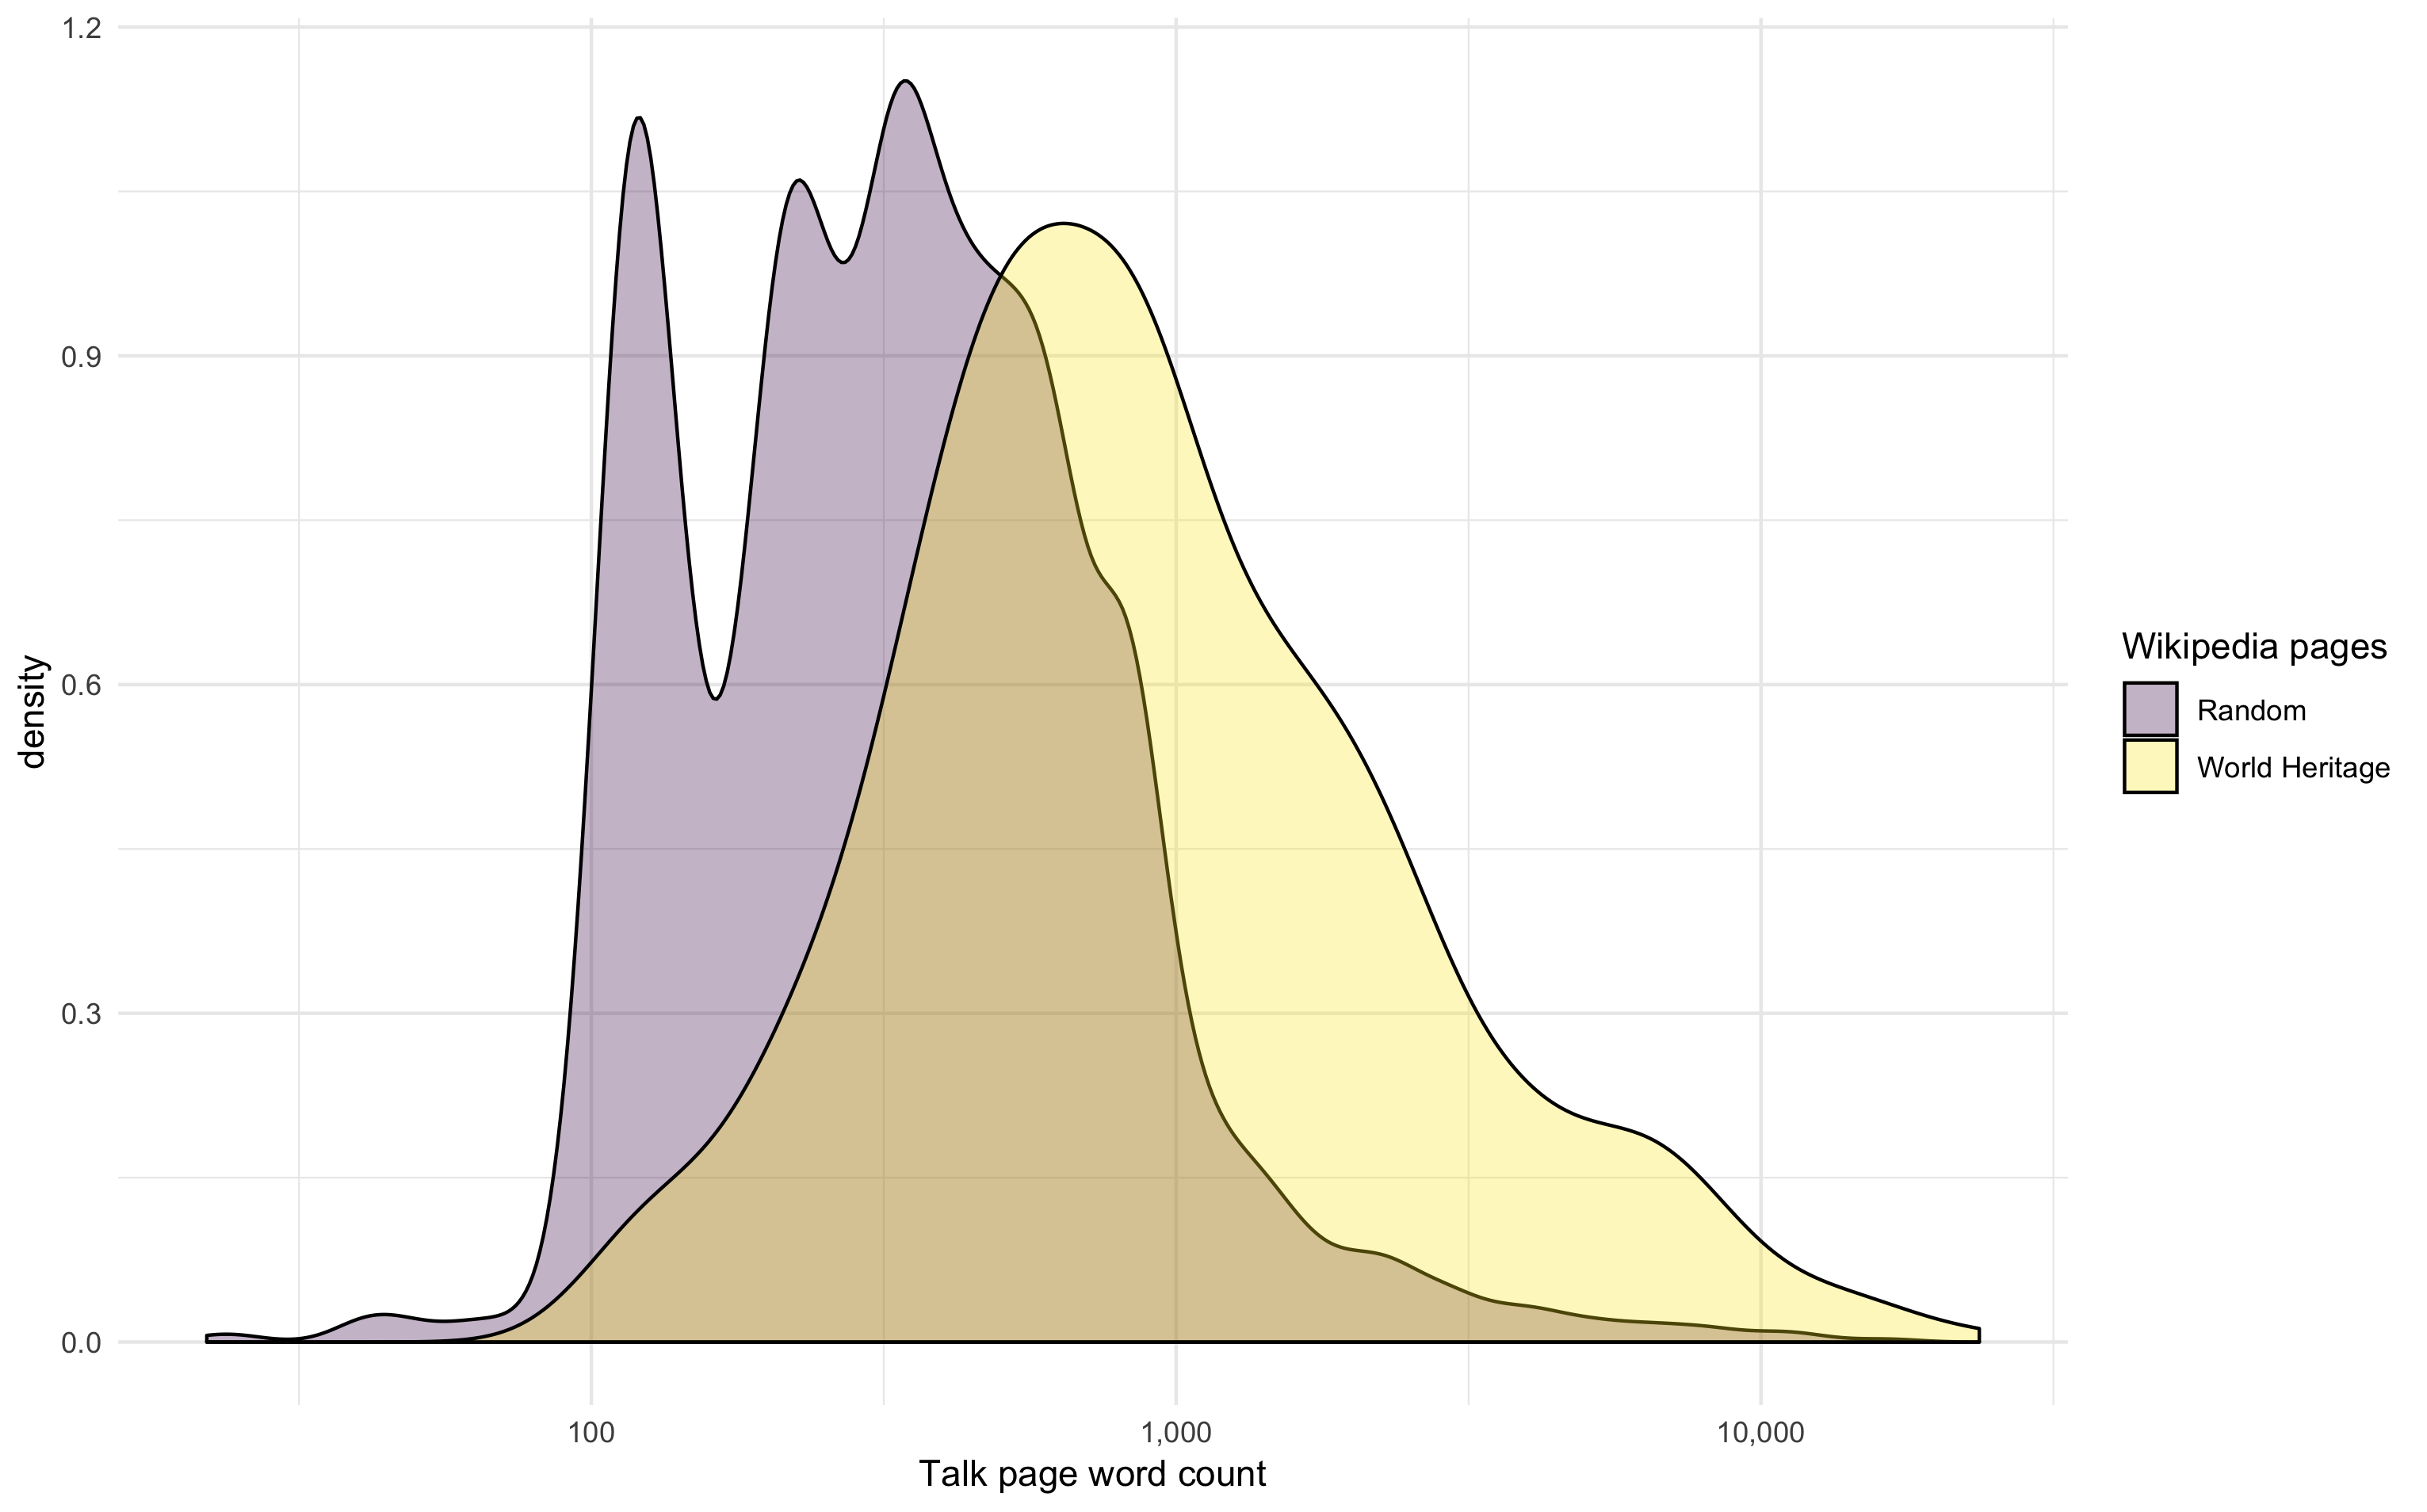 1.2
0.9
0.6
0.3
0.0
density
100
1,000
10,000
Talk page word count
Wikipedia pages
Random
World Heritage